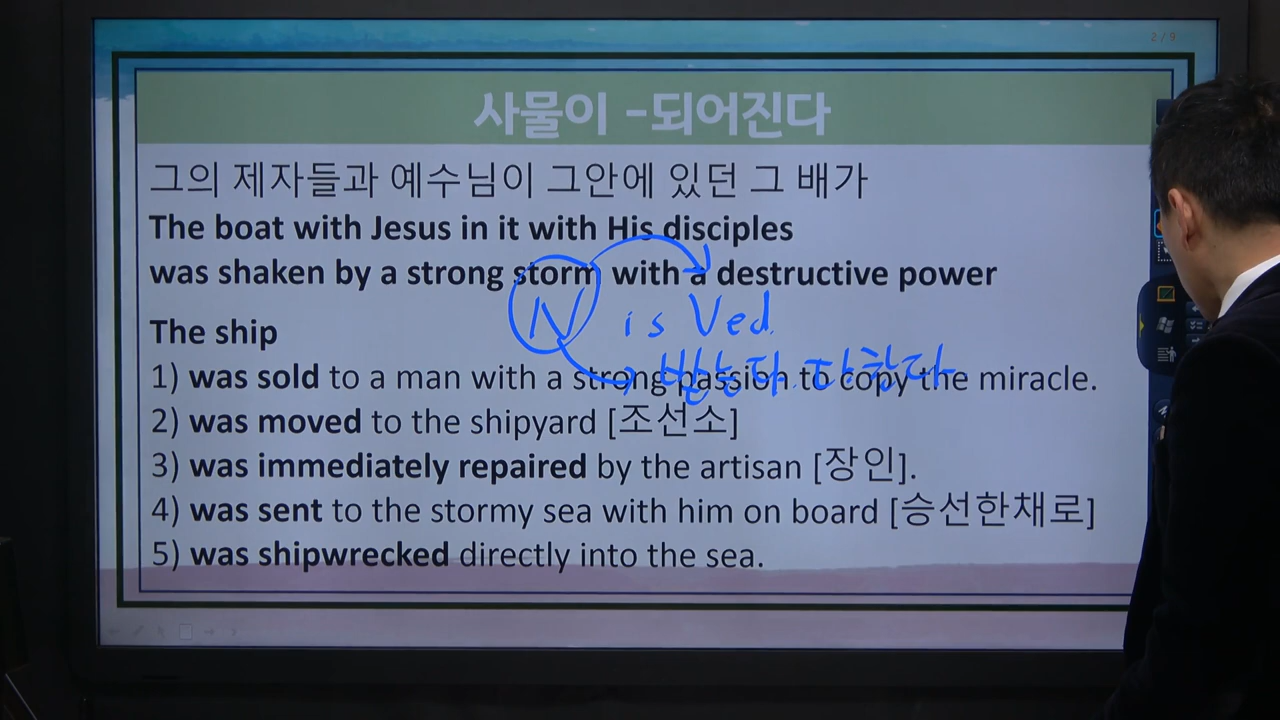 2 / 9
사물이 -되어진다
그의 제자들과 예수님이 그안에 있던 그 배가
The boat with Jesus in it with His disciples
was shaken by a strong storm with a destructive power
N is Ved
받는다. 당한다.
The ship
1) was sold to a man with a strong passion to copy the miracle.
2) was moved to the shipyard [조선소]
3) was immediately repaired by the artisan [장인].
4) was sent to the stormy sea with him on board [승선한채로]
5) was shipwrecked directly into the sea.